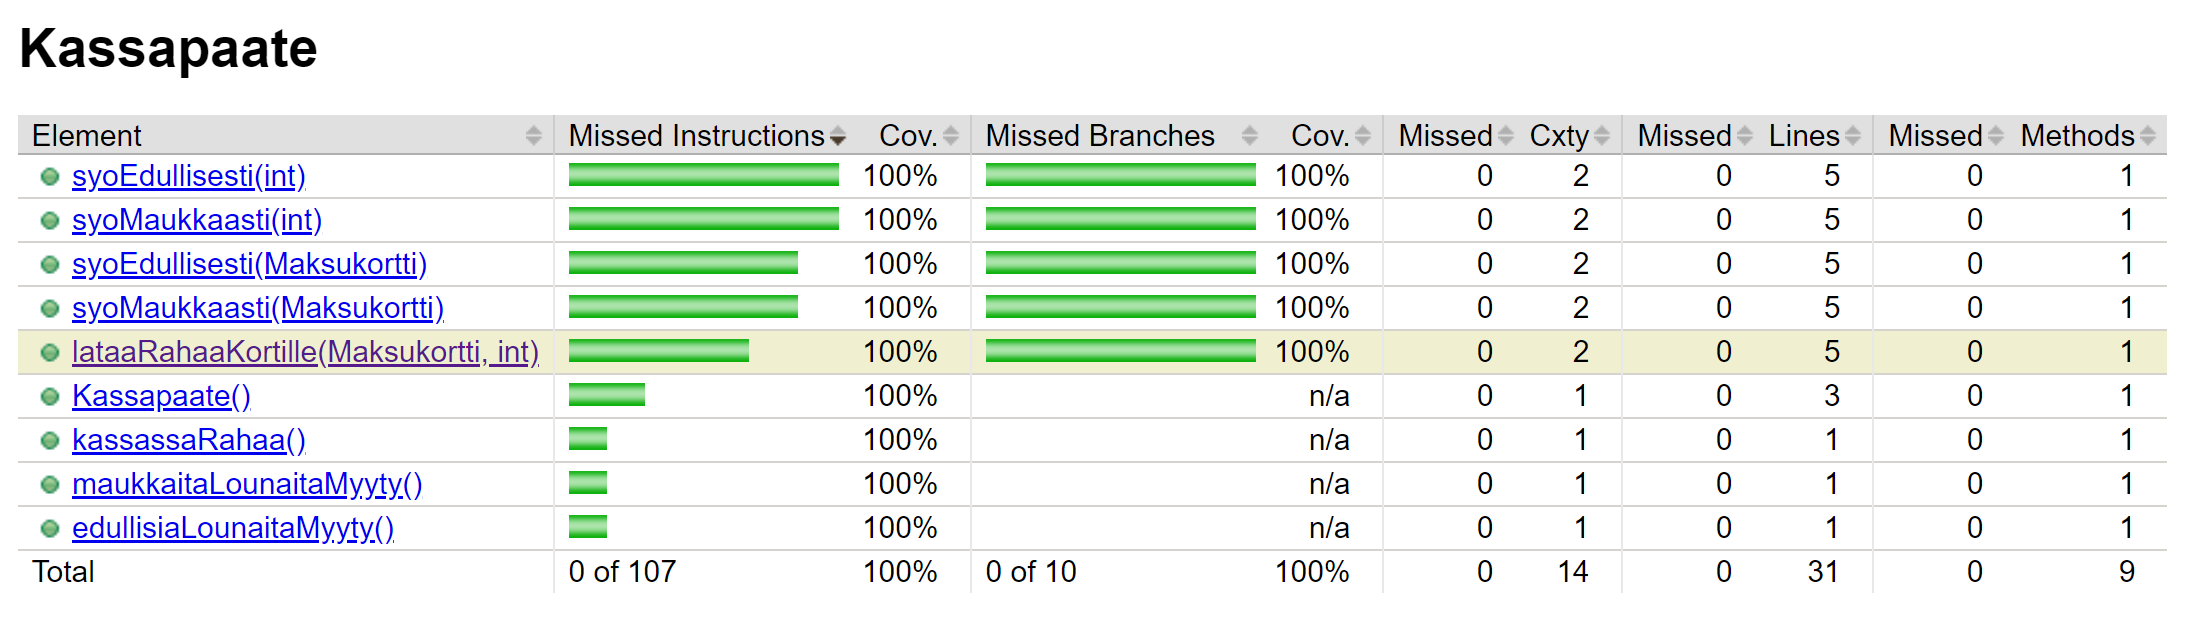 Kassapaate
Element Missed Instructions Cov. Missed Branches Cov. Missed Cxty Missed Lines Missed Methods
syoEdullisesti(int) 100% 100% 0 2 0 5 0 1
syoMaukkaasti(int) 100% 100% 0 2 0 5 0 1
syoEdullisesti(Maksukortti) 100% 100% 0 2 0 5 0 1
syoMaukkaasti(Maksukortti) 100% 100% 0 2 0 5 0 1
lataaRahaaKortille(Maksukortti, int) 100% 100% 0 2 0 5 0 1
Kassapaate() 100% n/a 0 1 0 3 0 1
kassassaRahaa() 100% n/a 0 1 0 1 0 1
maukkaitaLounaitaMyyty() 100% n/a 0 1 0 1 0 1
edullisiaLounaitaMyyty() 100% n/a 0 1 0 1 0 1
Total 0 of 107 100% 0 of 10 100% 0 14 0 31 0 9